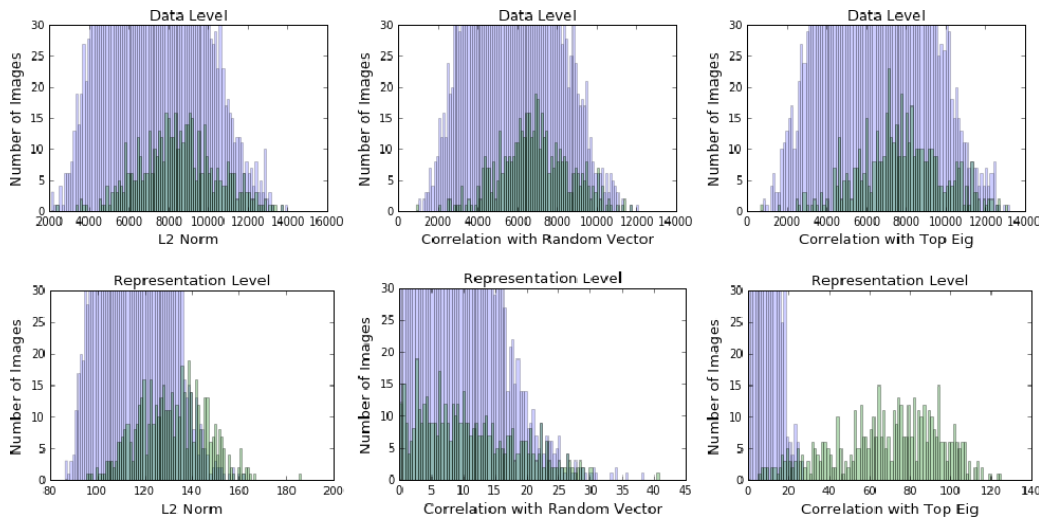 Data Level
Data Level
Data Level
Number of Images
Number of Images
Number of Images
30
25
20
15
10
5
0
30
25
20
15
10
5
0
30
25
20
15
10
5
0
2000 4000 6000 8000 10000 12000 14000 16000
0 2000 4000 6000 8000 10000 12000 14000
0 2000 4000 6000 8000 10000 12000 14000
L2 Norm
Correlation with Random Vector
Correlation with Top Eig
Representation Level
Representation Level
Representation Level
Number of Images
Number of Images
Number of Images
30
25
20
15
10
5
0
30
25
20
15
10
5
0
30
25
20
15
10
5
0
80 100 120 140 160 180 200
0 5 10 15 20 25 30 35 40 45
0 20 40 60 80 100 120 140
L2 Norm
Correlation with Random Vector
Correlation with Top Eig